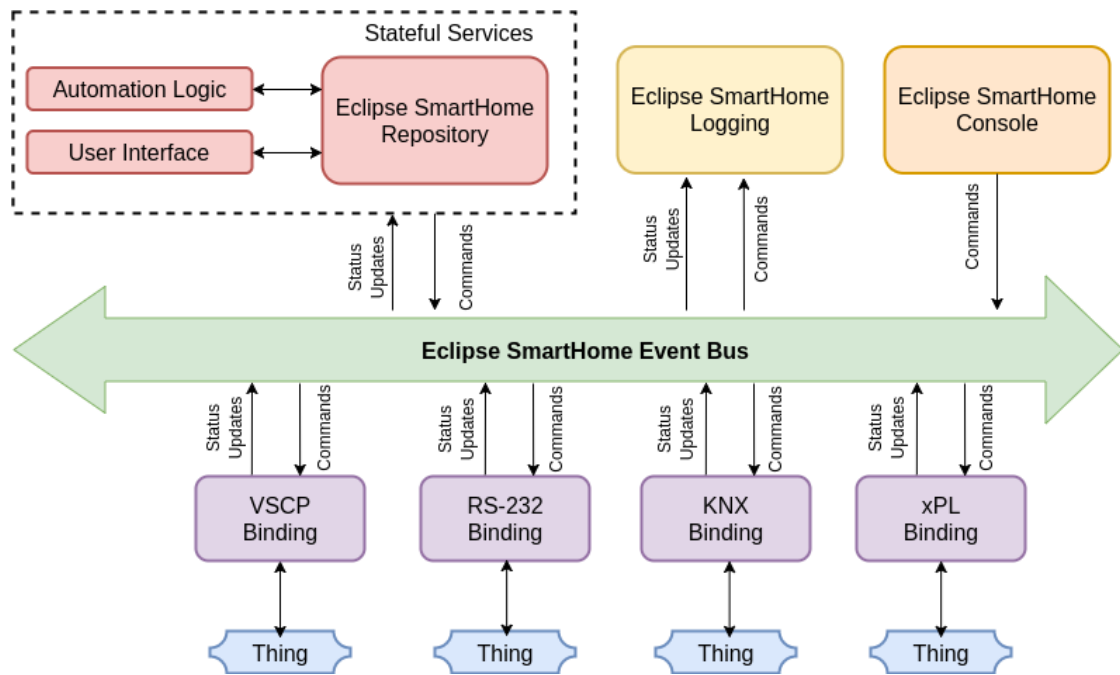 Stateful Services
Automation Logic
User Interface
Eclipse SmartHome
Repository
Eclipse SmartHome
Logging
Eclipse SmartHome
Console
Status
Updates
Commands
Status
Updates
Commands
Commands
Eclipse SmartHome Event Bus
Status
Updates
Commands
Status
Updates
Commands
Status
Updates
Commands
Status
Updates
Commands
VSCP
Binding
RS-232
Binding
KNX
Binding
xPL
Binding
Thing
Thing
Thing
Thing